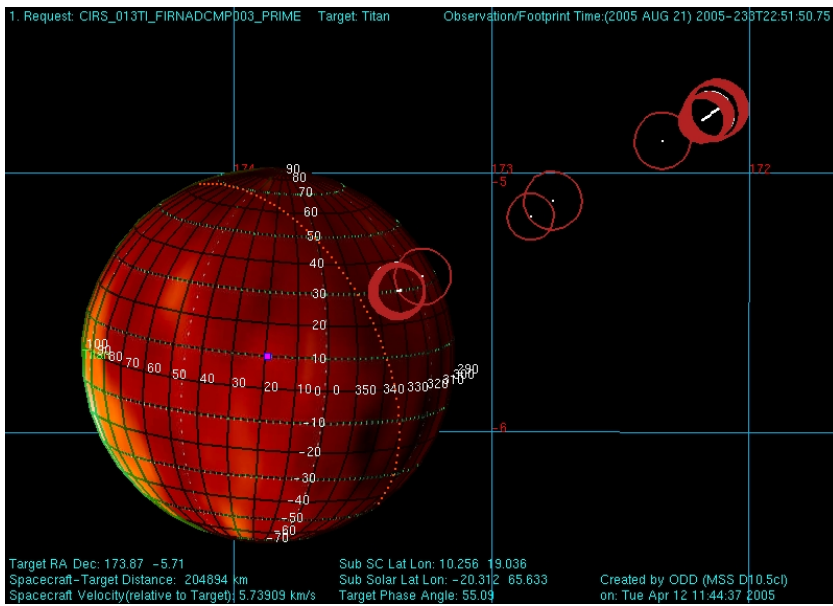 1. Request: CIRS_013TI_FIRNADCMP003_PRIME Target: Titan Observation/Footprint Time:(2005 AUG 21) 2005-233T22:51:50.75
174 173 172
-5
-6
90
80
70
60
50
40
30
20
10
0
-10
-20
-30
-40
-50
-60
-70
100 90 80 70 60 50 40 30 20 10 0 350 340 330 320 310 300 290
Titan
Target RA Dec: 173.87 -5.71 Sub SC Lat Lon: 10.256 19.036
Spacecraft-Target Distance: 204894 km Sub Solar Lat Lon: -20.312 65.633 Created by ODD (MSS D10.5cl)
Spacecraft Velocity(relative to Target): 5.73909 km/s Target Phase Angle: 55.09 on: Tue Apr 12 11:44:37 2005